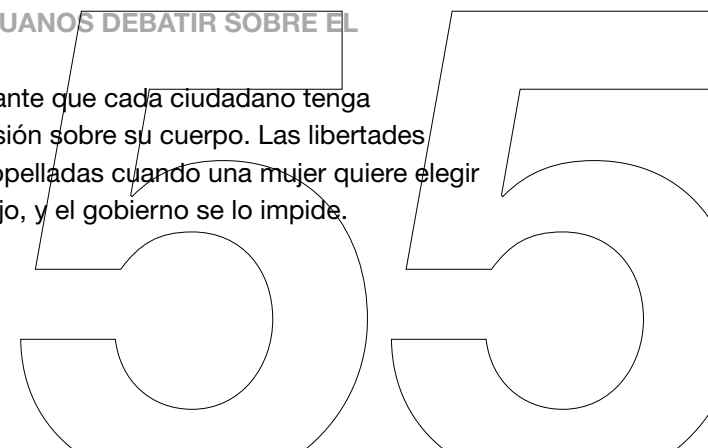 UANOS DEBATIR SOBRE EL
ante que cada ciudadano tenga
sión sobre su cuerpo. Las libertades
opelladas cuando una mujer quiere elegir
jo, y el gobierno se lo impide.
55